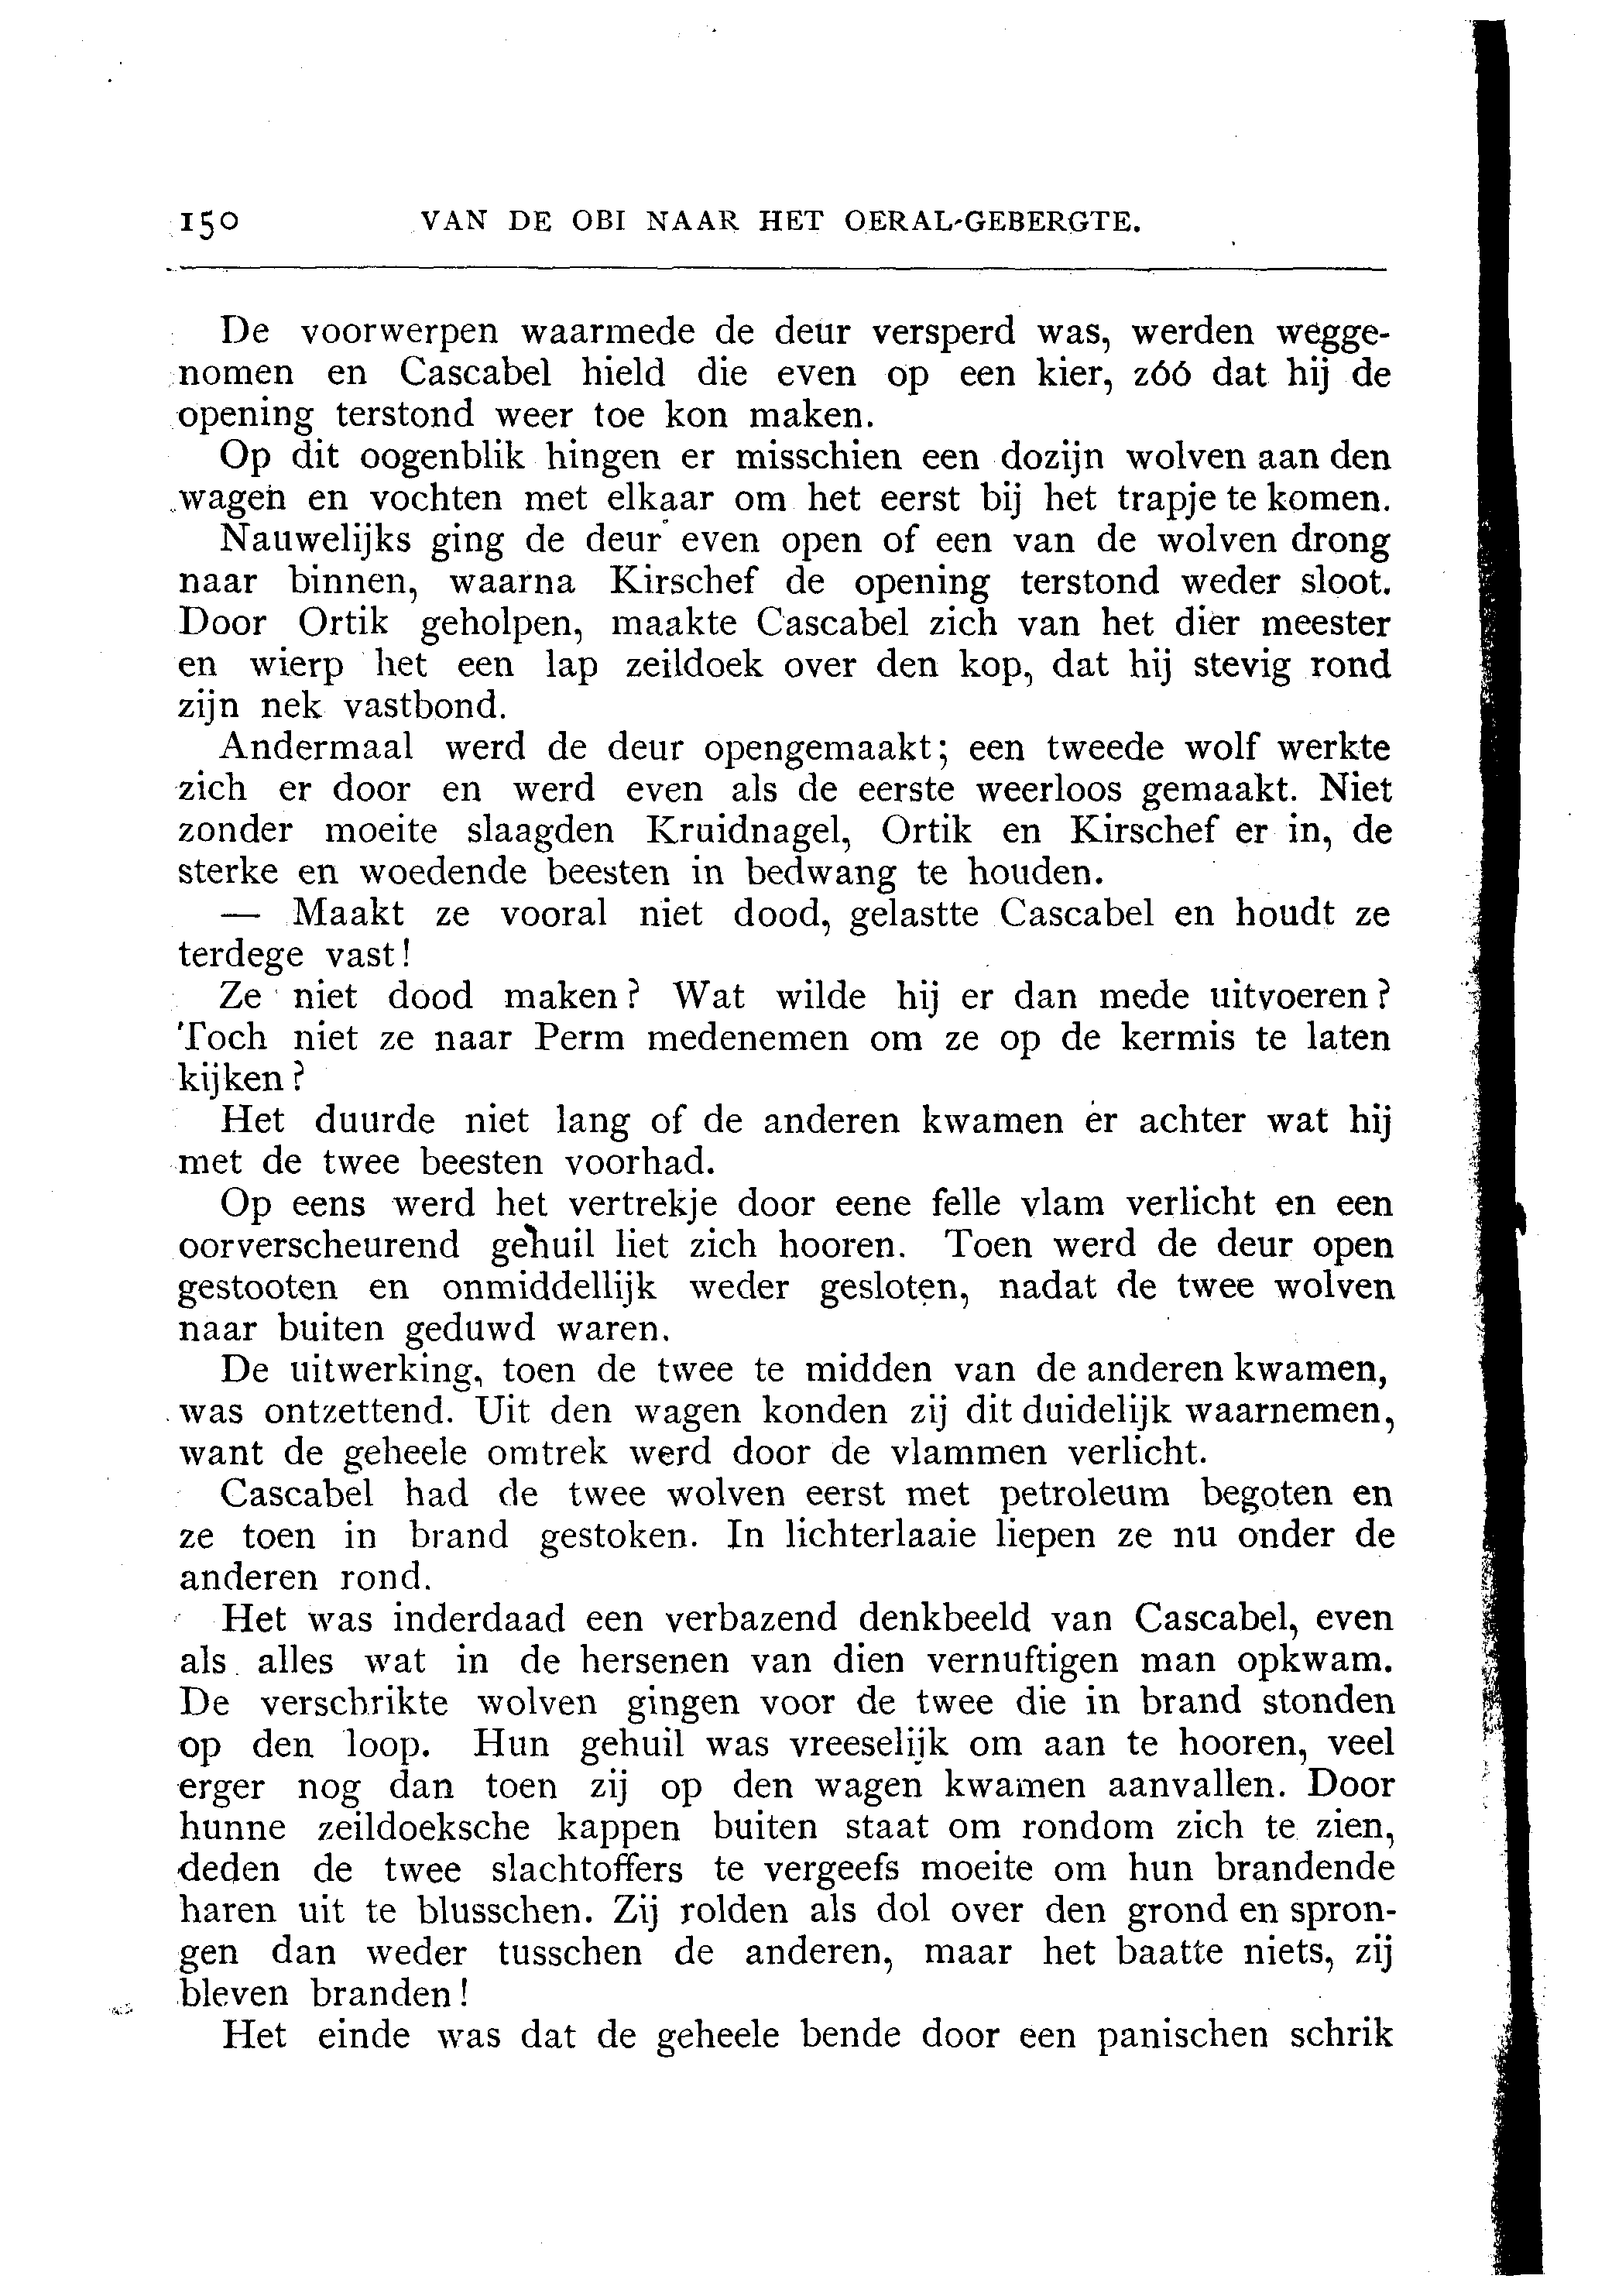 150 VAN DE OBI NAAR HET OERAL-GEBERGTE.
De voorwerpen waarmede de deur versperd was, werden wegge-
nomen en Cascabel hield die even op een kier, zóó dat hij de
opening terstond weer toe kon maken.
Op dit oogenblik hingen er misschien een dozijn wolven aan den
wagen en vochten met elkaar om het eerst bij het trapje te komen.
Nauwelijks ging de deur even open of een van de wolven drong
naar binnen, waarna Kirschef de opening terstond weder sloot.
Door Ortik geholpen, maakte Cascabel zich van het dier meester
en wierp het een lap zeildoek over den kop, dat hij stevig rond
zijn nek vastbond.
Andermaal werd de deur opengemaakt; een tweede wolf werkte
zich er door en werd even als de eerste weerloos gemaakt. Niet
zonder moeite slaagden Kruidnagel, Ortik en Kirschef er in, de
sterke en woedende beesten in bedwang te houden.
— Maakt ze vooral niet dood, gelastte Cascabel en houdt ze
terdege vast!
Ze niet dood maken? Wat wilde hij er dan mede uitvoeren?
Toch niet ze naar Perm medenemen om ze op de kermis te laten
kijken?
Het duurde niet lang of de anderen kwamen er achter wat hij
met de twee beesten voorhad.
Op eens werd het vertrekje door eene felle vlam verlicht en een
oorverscheurend gehuil liet zich hooren. Toen werd de deur open
gestooten en onmiddellijk weder gesloten, nadat de twee wolven
naar buiten geduwd waren.
De uitwerking, toen de twee te midden van de anderen kwamen,
was ontzettend. Uit den wagen konden zij dit duidelijk waarnemen,
want de geheele omtrek werd door de vlammen verlicht.
Cascabel had de twee wolven eerst met petroleum begoten en
ze toen in brand gestoken. In lichterlaaie liepen ze nu onder de
anderen rond.
Het was inderdaad een verbazend denkbeeld van Cascabel, even
als alles wat in de hersenen van dien vernuftigen man opkwam.
De verschrikte wolven gingen voor de twee die in brand stonden
op den loop. Hun gehuil was vreeselijk om aan te hooren, veel
erger nog dan toen zij op den wagen kwamen aanvallen. Door
hunne zeildoeksche kappen buiten staat om rondom zich te zien,
deden de twee slachtoffers te vergeefs moeite om hun brandende
haren uit te blusschen. Zij rolden als dol over den grond en spron-
gen dan weder tusschen de anderen, maar het baatte niets, zij
bleven branden!
Het einde was dat de geheele bende door een panischen schrik